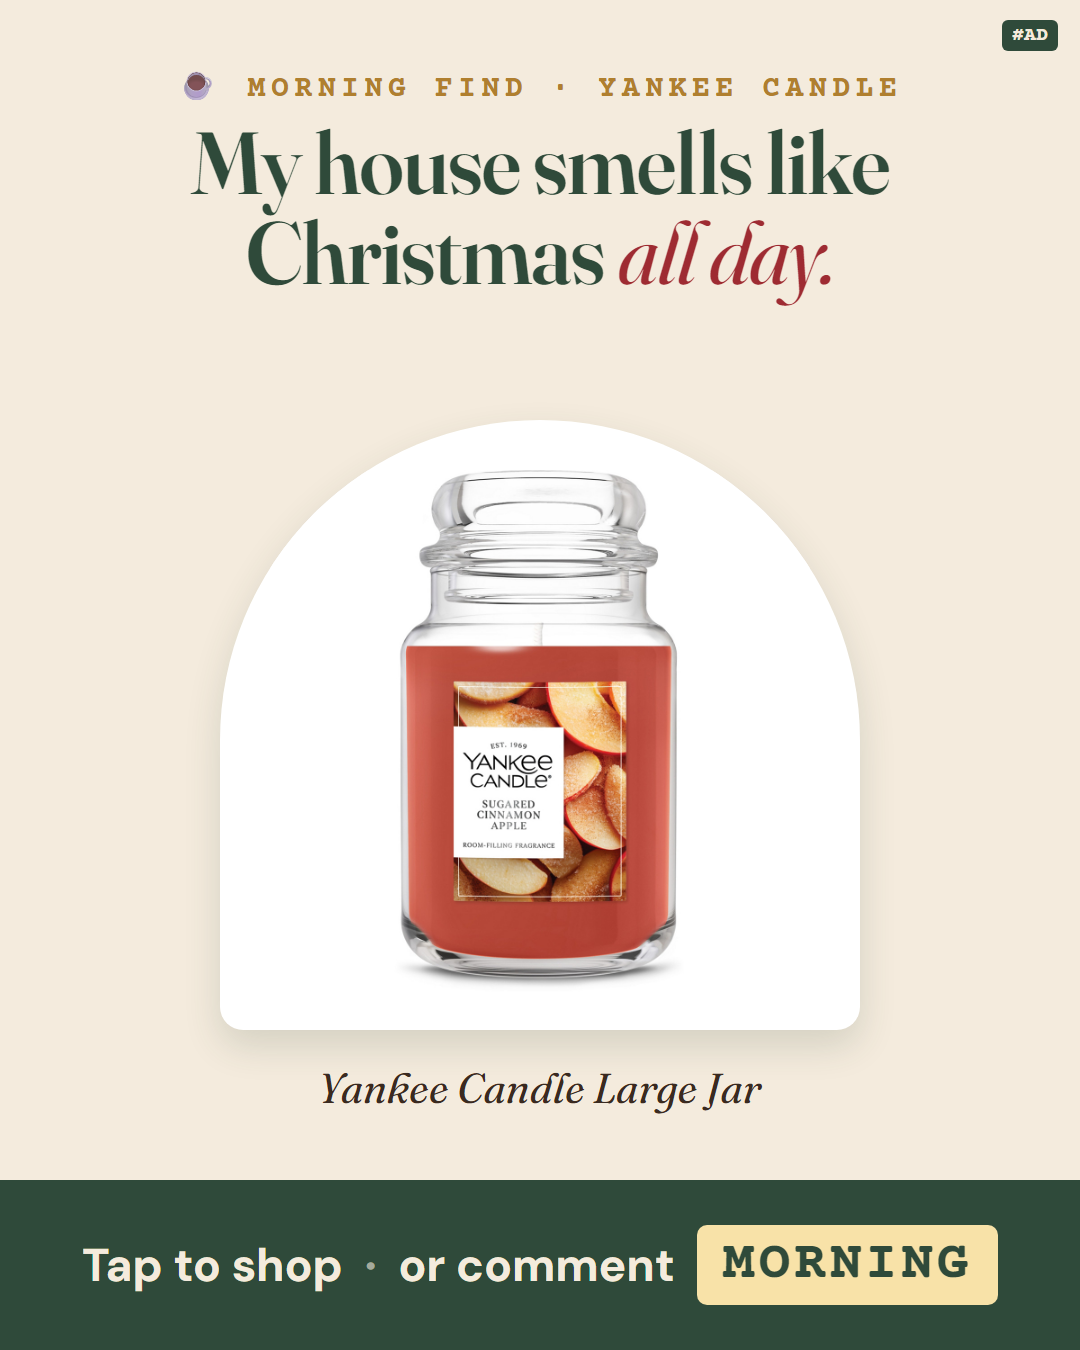 #AD
MORNING FIND · YANKEE CANDLE
My house smells like
Christmas all day.
EST. 1969
YANKEE
CANDLE®
SUGARED
CINNAMON
APPLE
ROOM-FILLING FRAGRANCE
Yankee Candle Large Jar
Tap to shop · or comment MORNING